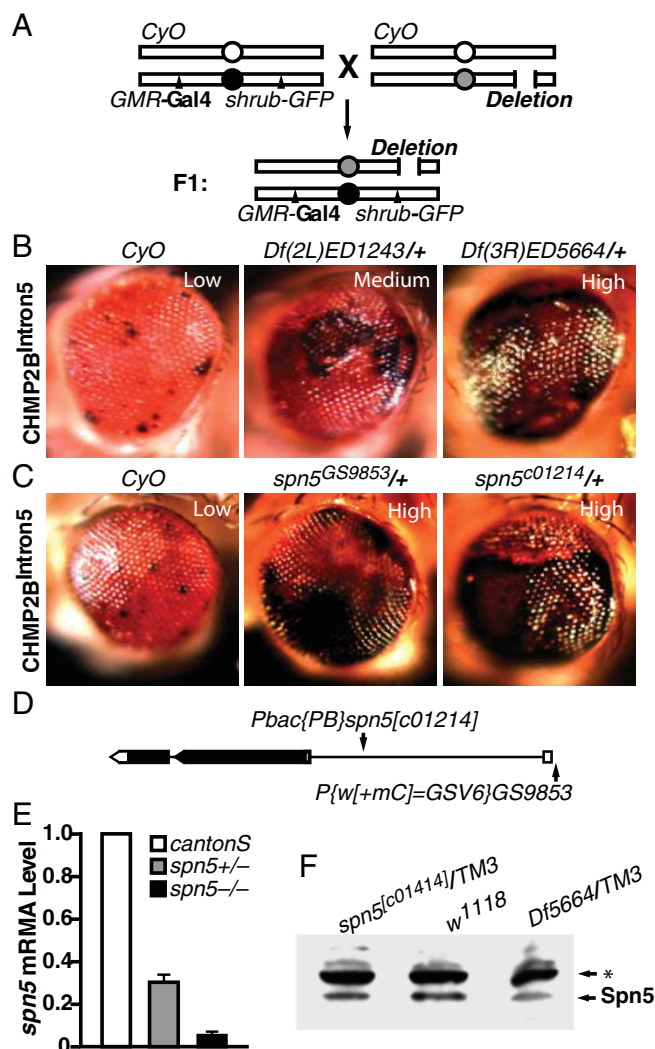 A
CyO CyO
X
GMR-Gal4 shrub-GFP Deletion
Deletion
F1:
GMR-Gal4 shrub-GFP
B CyO Df(2L)ED1243/+ Df(3R)ED5664/+
Low Medium High
CHMP2BIntron5
C CyO spn5GS9853/+ spn5c01214/+
Low High High
CHMP2BIntron5
D
Pbac{PB}spn5[c01214]
P{w[+mC]=GSV6}GS9853
E
spn5 mRMA Level
1.0
0.8
0.6
0.4
0.2
0
cantonS
spn5+/–
spn5–/–
F
spn5[c01414]/TM3 w1118 Df5664/TM3
*
Spn5